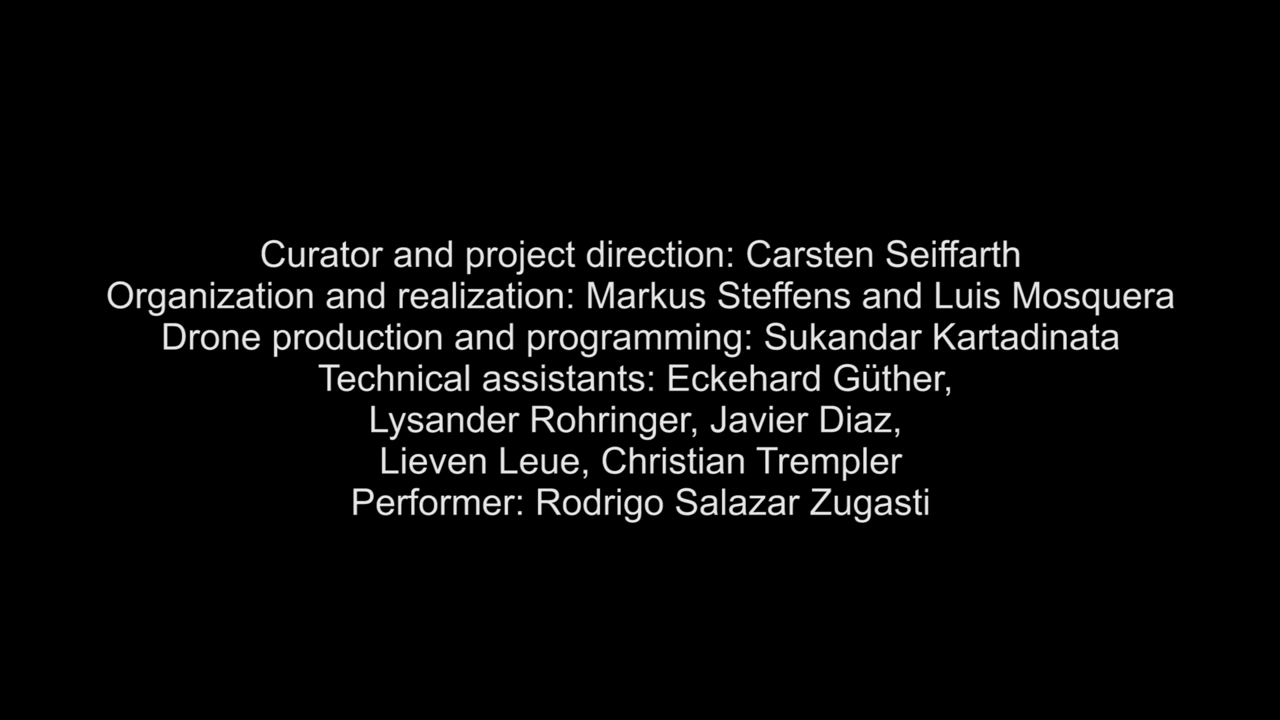 Curator and project direction: Carsten Seiffarth
Organization and realization: Markus Steffens and Luis Mosquera
Drone production and programming: Sukandar Kartadinata
Technical assistants: Eckehard Güther,
Lysander Rohringer, Javier Diaz,
Lieven Leue, Christian Trempler
Performer: Rodrigo Salazar Zugasti